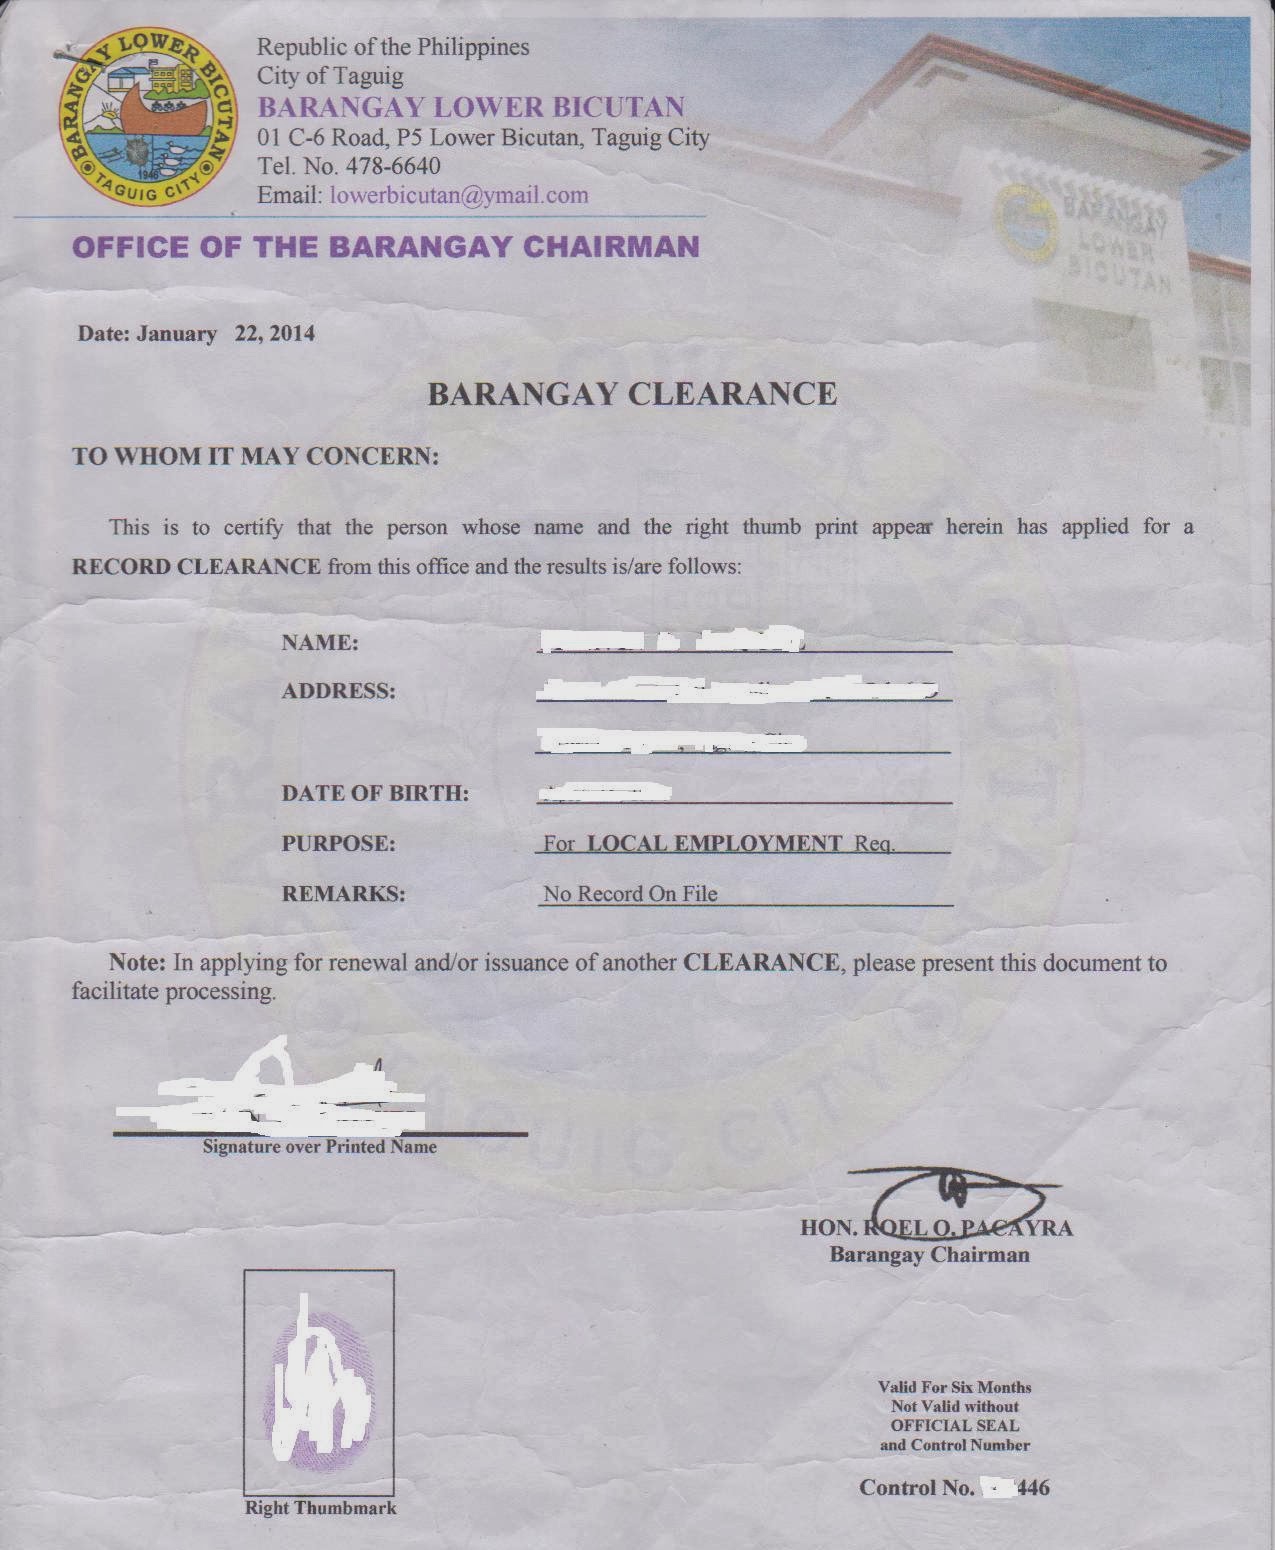 BARANGAY LOWER BICUTAN
1946
TAGUIG CITY
Republic of the Philippines
City of Taguig
BARANGAY LOWER BICUTAN
01 C-6 Road, P5 Lower Bicutan, Taguig City
Tel. No. 478-6640
Email: lowerbicutan@ymail.com
BARANGAY
LOWER
BICUTAN
OFFICE OF THE BARANGAY CHAIRMAN
Date: January 22, 2014
BARANGAY CLEARANCE
TO WHOM IT MAY CONCERN:
This is to certify that the person whose name and the right thumb print appear herein has applied for a
RECORD CLEARANCE from this office and the results is/are follows:
NAME:
ADDRESS:
DATE OF BIRTH:
PURPOSE: For LOCAL EMPLOYMENT Req.
REMARKS: No Record On File
Note: In applying for renewal and/or issuance of another CLEARANCE, please present this document to
facilitate processing.
Signature over Printed Name
HON. ROEL O. PACAYRA
Barangay Chairman
Right Thumbmark
Valid For Six Months
Not Valid without
OFFICIAL SEAL
and Control Number
Control No. 446